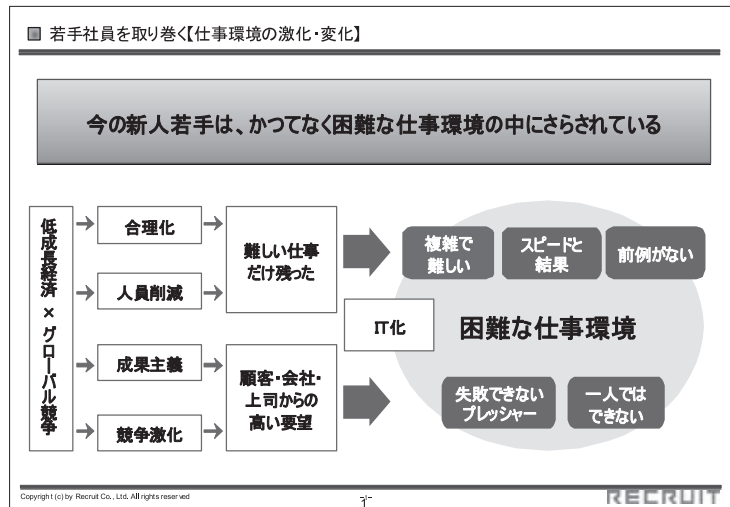 若手社員を取り巻く【仕事環境の激化・変化】
今の新人若手は、かつてなく困難な仕事環境の中にさらされている
低成長経済×グローバル競争
合理化
人員削減
成果主義
競争激化
難しい仕事
だけ残った
顧客・会社・
上司からの
高い要望
IT化
複雑で
難しい
スピードと
結果
前例がない
困難な仕事環境
失敗できない
プレッシャー
一人では
できない
Copyright (c) by Recruit Co., Ltd. All rights reserved
-1-
RECRUIT